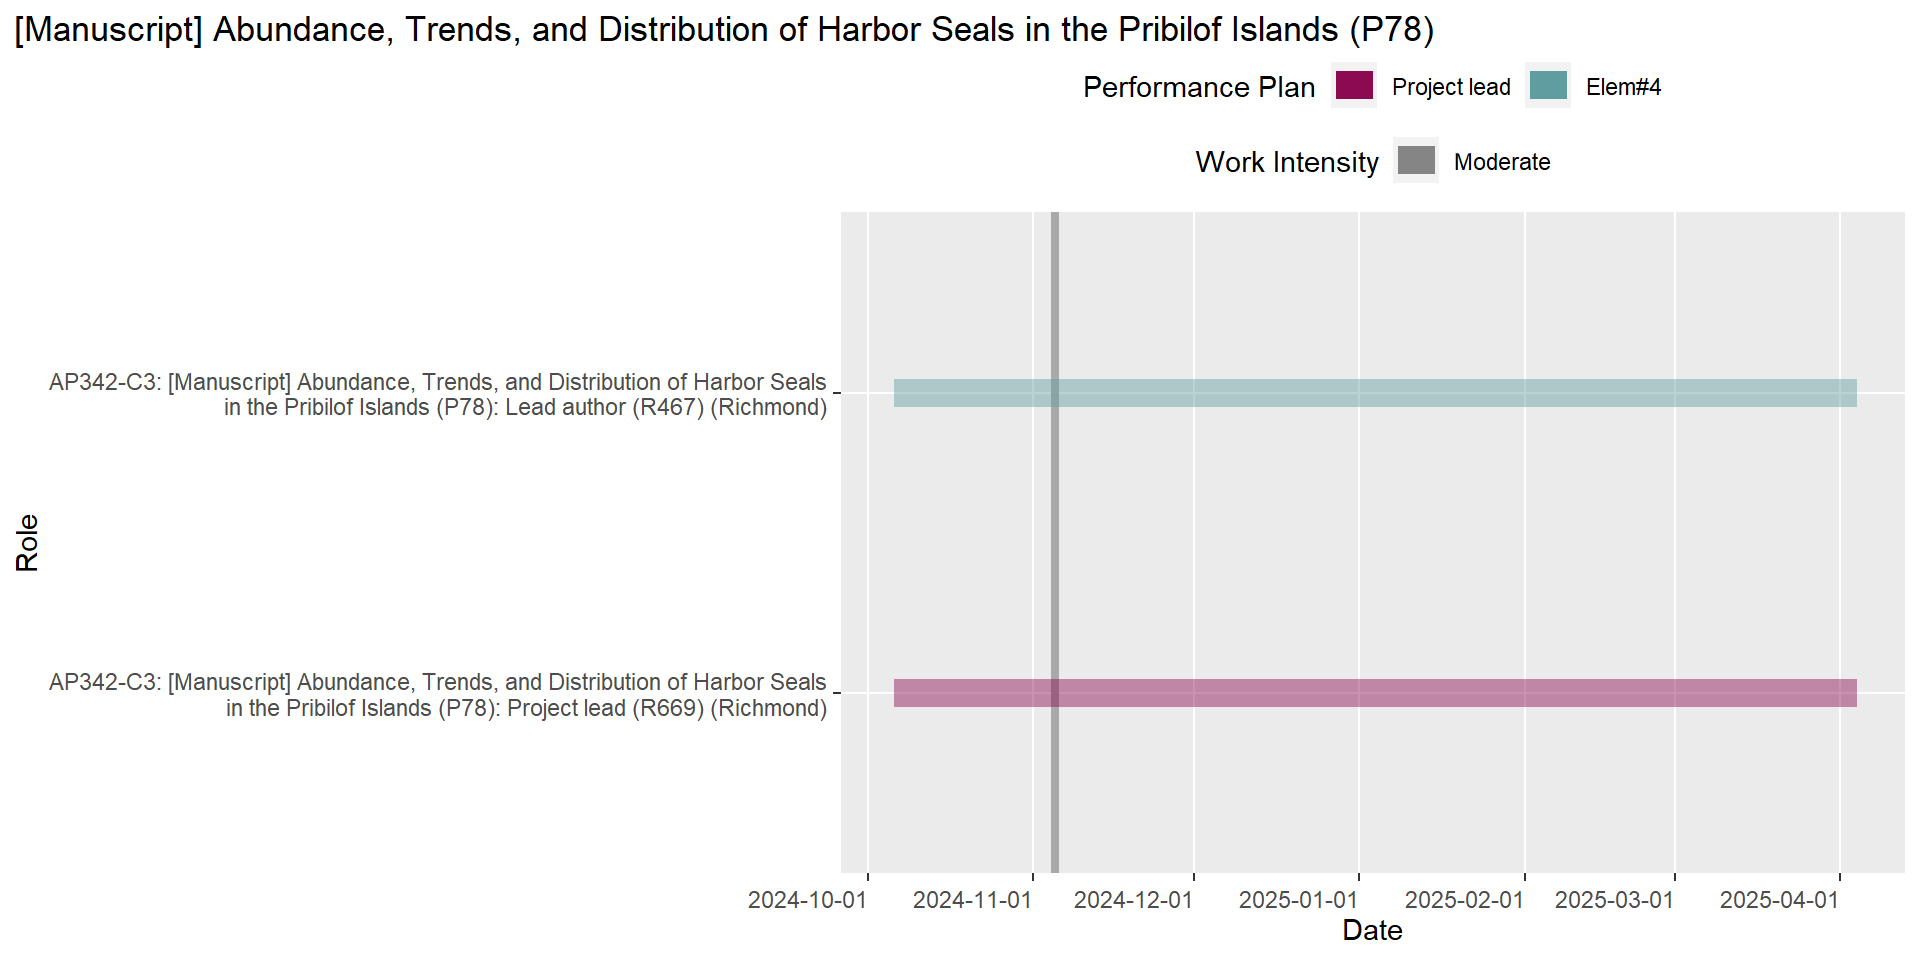 [Manuscript] Abundance, Trends, and Distribution of Harbor Seals in the Pribilof Islands (P78)
Performance Plan Project lead Elem#4
Work Intensity Moderate
AP342-C3: [Manuscript] Abundance, Trends, and Distribution of Harbor Seals
in the Pribilof Islands (P78): Lead author (R467) (Richmond)
Role
AP342-C3: [Manuscript] Abundance, Trends, and Distribution of Harbor Seals
in the Pribilof Islands (P78): Project lead (R669) (Richmond)
2024-10-01 2024-11-01 2024-12-01 2025-01-01 2025-02-01 2025-03-01 2025-04-01
Date